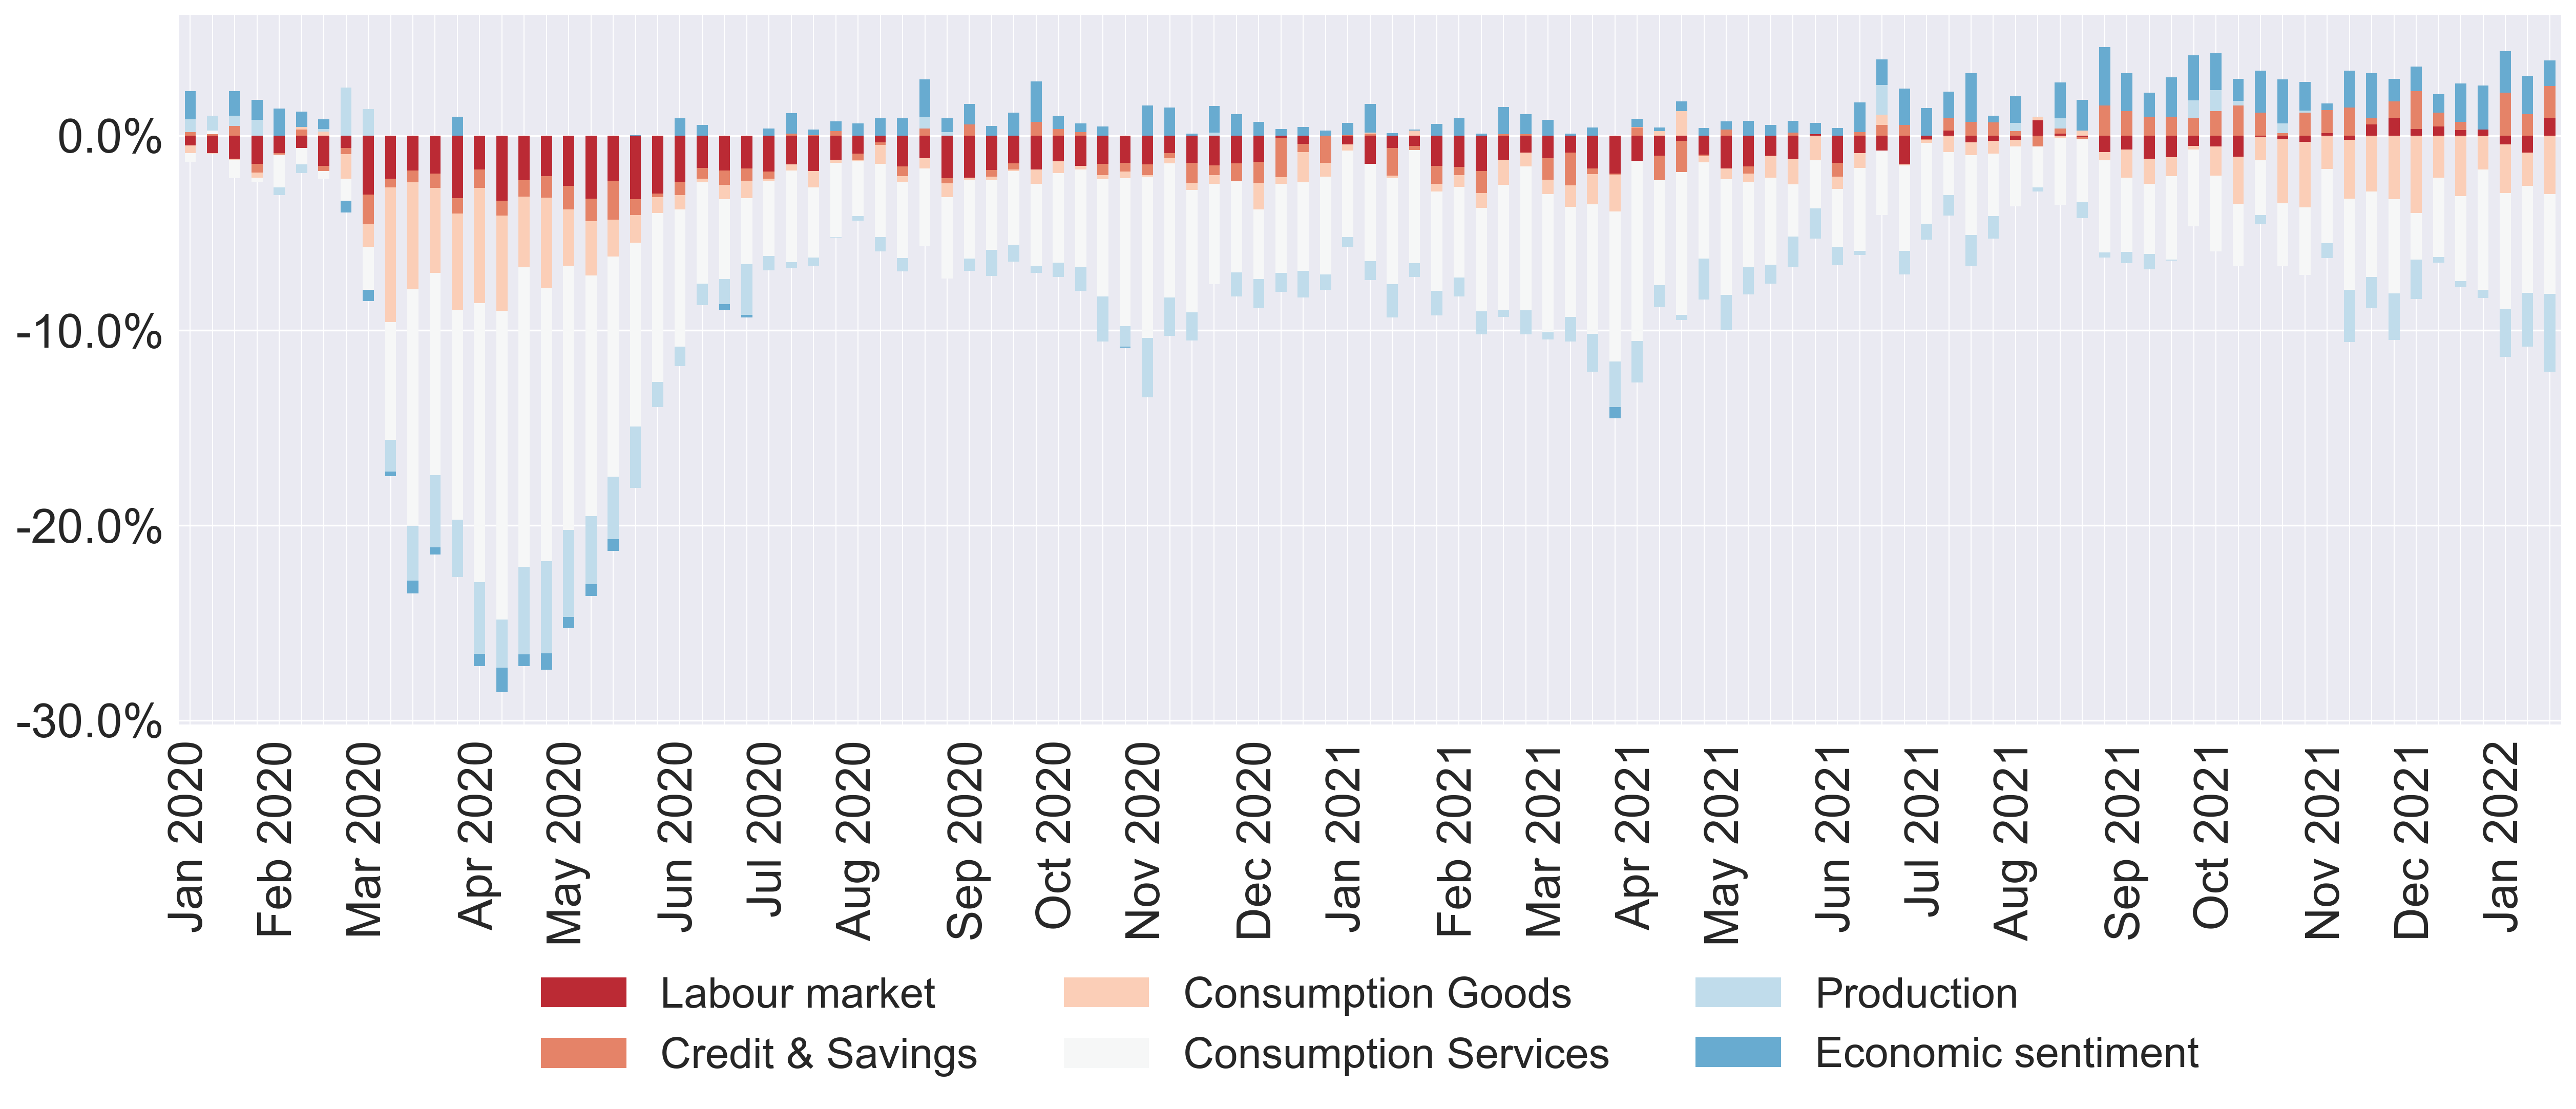 0.0%
-10.0%
-20.0%
-30.0%
Jan 2020
Feb 2020
Mar 2020
Apr 2020
May 2020
Jun 2020
Jul 2020
Aug 2020
Sep 2020
Oct 2020
Nov 2020
Dec 2020
Jan 2021
Feb 2021
Mar 2021
Apr 2021
May 2021
Jun 2021
Jul 2021
Aug 2021
Sep 2021
Oct 2021
Nov 2021
Dec 2021
Jan 2022
Labour market
Credit & Savings
Consumption Goods
Consumption Services
Production
Economic sentiment